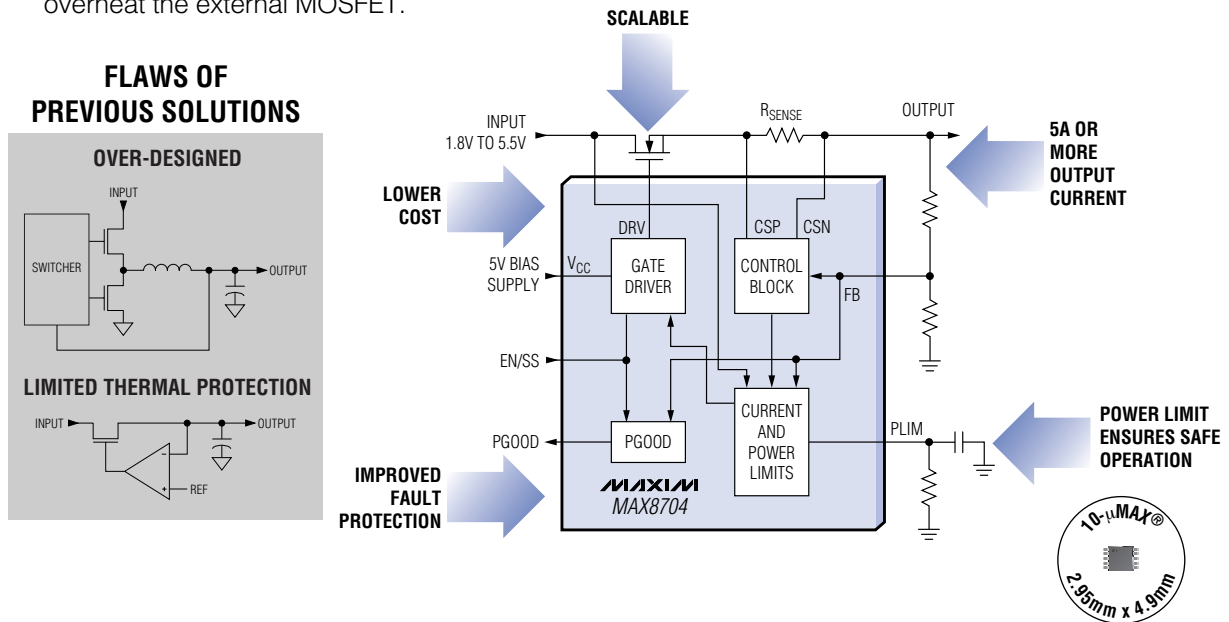 overheat the external MOSFET.
FLAWS OF
PREVIOUS SOLUTIONS
OVER-DESIGNED
INPUT
SWITCHER
OUTPUT
LIMITED THERMAL PROTECTION
INPUT
OUTPUT
-
+
REF
SCALABLE
INPUT
1.8V TO 5.5V
RSENSE
OUTPUT
5A OR
MORE
OUTPUT
CURRENT
LOWER
COST
DRV
CSP
CSN
5V BIAS
SUPPLY
VCC
GATE
DRIVER
CONTROL
BLOCK
FB
EN/SS
CURRENT
AND
POWER
LIMITS
PLIM
POWER LIMIT
ENSURES SAFE
OPERATION
PGOOD
PGOOD
IMPROVED
FAULT
PROTECTION
MAXIM
MAX8704
10-μMAX®
2.95mm x 4.9mm